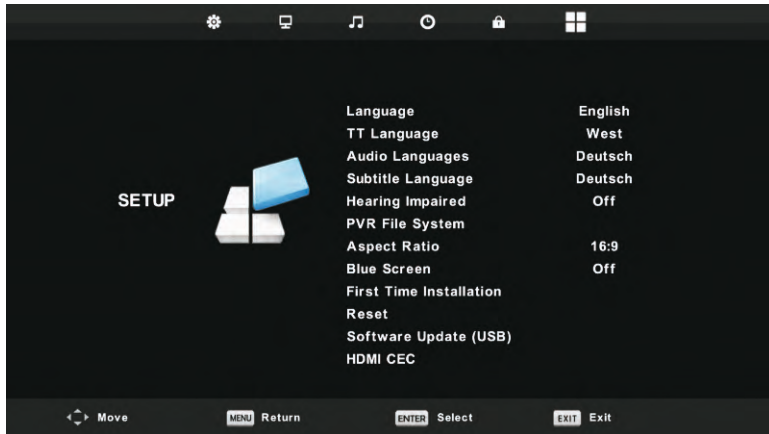 Language English
TT Language West
Audio Languages Deutsch
SETUP
Subtitle Language Deutsch
Hearing Impaired Off
PVR File System
Aspect Ratio 16:9
Blue Screen Off
First Time Installation
Reset
Software Update (USB)
HDMI CEC
Move MENU Return ENTER Select EXIT Exit